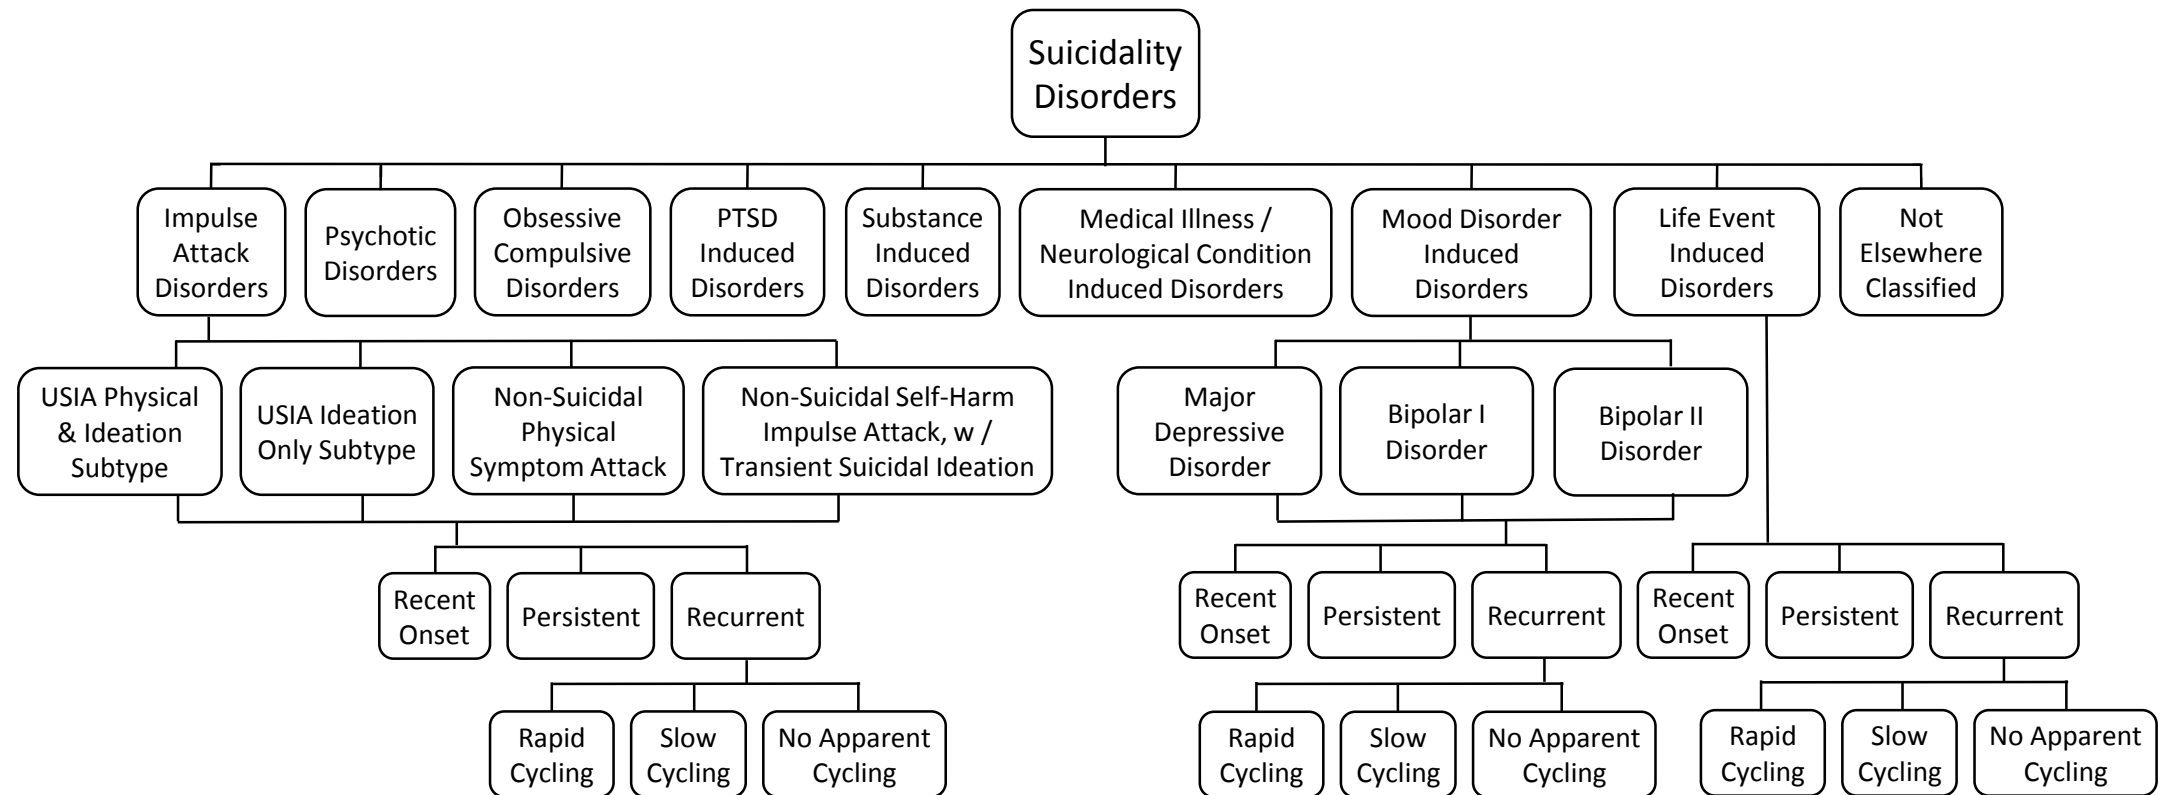 Suicidality
Disorders
Impulse
Attack
Disorders
Psychotic
Disorders
Obsessive
Compulsive
Disorders
PTSD
Induced
Disorders
Substance
Induced
Disorders
Medical Illness /
Neurological Condition
Induced Disorders
Mood Disorder
Induced
Disorders
Life Event
Induced
Disorders
Not
Elsewhere
Classified
USIA Physical
& Ideation
Subtype
USIA Ideation
Only Subtype
Non-Suicidal
Physical
Symptom Attack
Non-Suicidal Self-Harm
Impulse Attack, w /
Transient Suicidal Ideation
Major
Depressive
Disorder
Bipolar I
Disorder
Bipolar II
Disorder
Recent
Onset
Persistent
Recurrent
Recent
Onset
Persistent
Recurrent
Recent
Onset
Persistent
Recurrent
Rapid
Cycling
Slow
Cycling
No Apparent
Cycling
Rapid
Cycling
Slow
Cycling
No Apparent
Cycling
Rapid
Cycling
Slow
Cycling
No Apparent
Cycling